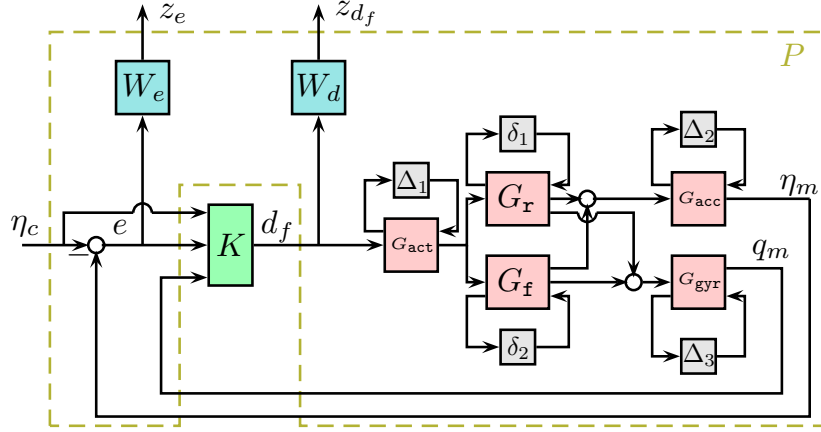 z_e
z_{d_f}
P
W_e
W_d
δ_1
Δ_2
Δ_1
G_r
G_acc
η_m
η_c
e
K
d_f
G_act
−
q_m
G_f
G_gyr
δ_2
Δ_3